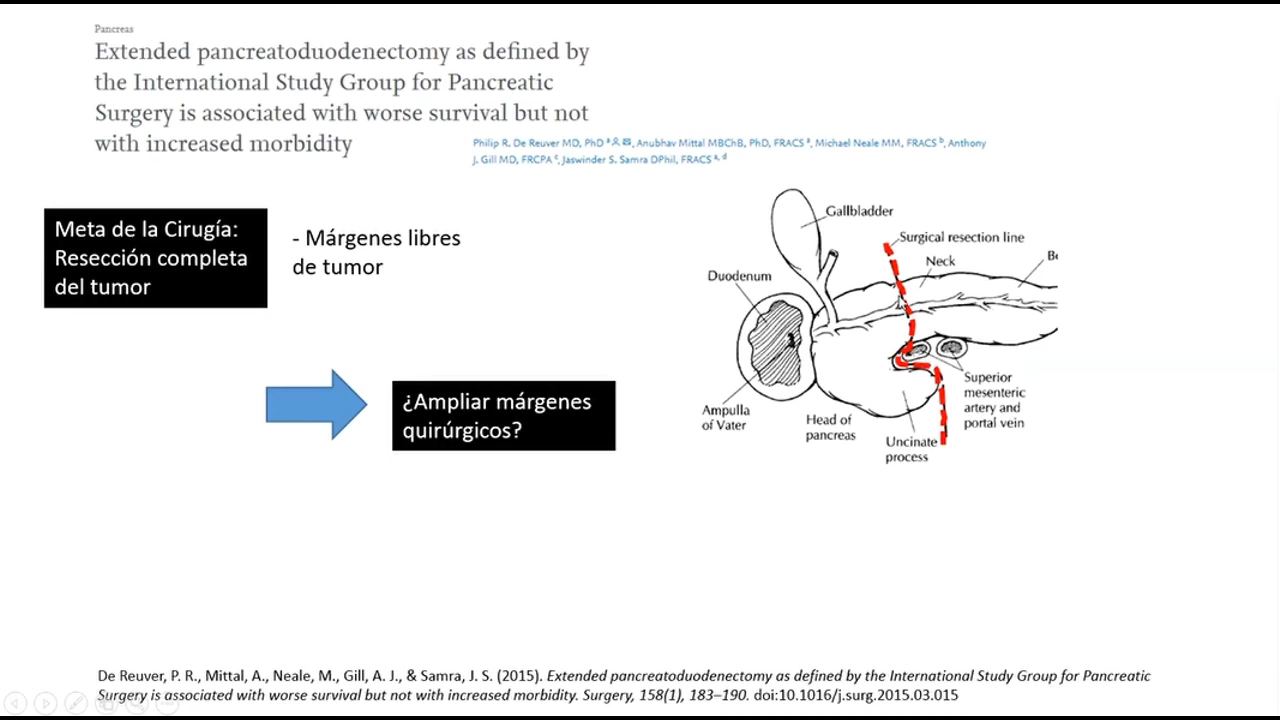 Pancreas
Extended pancreatoduodenectomy as defined by
the International Study Group for Pancreatic
Surgery is associated with worse survival but not
with increased morbidity
Philip R. De Reuver MD, PhD a, Anubhav Mittal MBChB, PhD, FRACS a, Michael Neale MM, FRACS b, Anthony
J. Gill MD, FRCPA c, Jaswinder S. Samra DPhil, FRACS a, d
Meta de la Cirugía:
Resección completa
del tumor
- Márgenes libres
de tumor
¿Ampliar márgenes
quirúrgicos?
Gallbladder
Surgical resection line
Neck
Duodenum
Superior
mesenteric
artery and
portal vein
Ampulla
of Vater
Head of
pancreas
Uncinate
process
De Reuver, P. R., Mittal, A., Neale, M., Gill, A. J., & Samra, J. S. (2015). Extended pancreatoduodenectomy as defined by the International Study Group for Pancreatic
Surgery is associated with worse survival but not with increased morbidity. Surgery, 158(1), 183–190. doi:10.1016/j.surg.2015.03.015